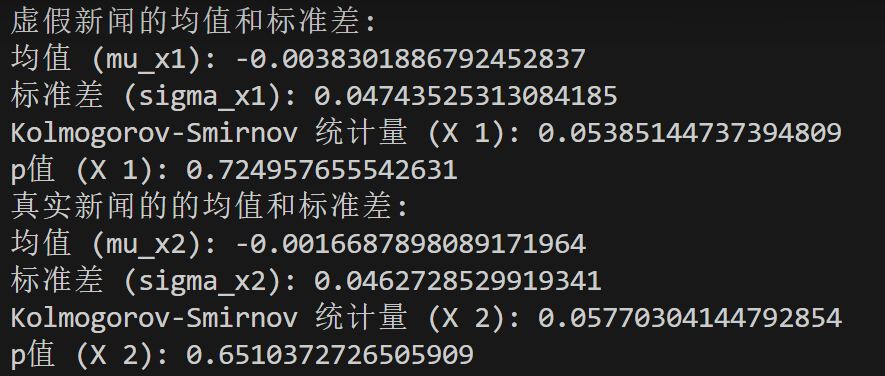 虚假新闻的均值和标准差:
均值 (mu_x1): -0.0038301886792452837
标准差 (sigma_x1): 0.04743525313084185
Kolmogorov-Smirnov 统计量 (X 1): 0.05385144737394809
p值 (X 1): 0.724957655542631
真实新闻的的均值和标准差:
均值 (mu_x2): -0.0016687898089171964
标准差 (sigma_x2): 0.0462728529919341
Kolmogorov-Smirnov 统计量 (X 2): 0.05770304144792854
p值 (X 2): 0.6510372726505909